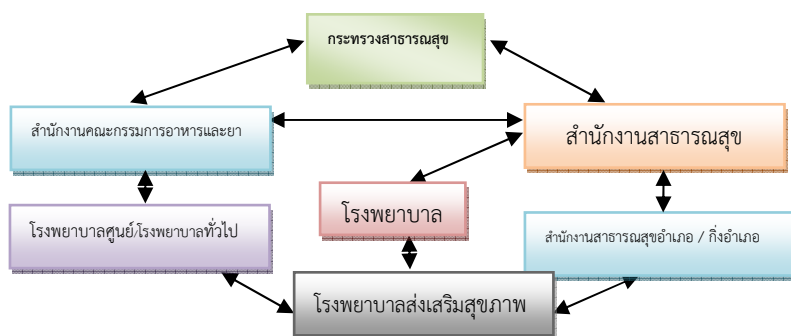 กระทรวงสาธารณสุข
สำนักงานคณะกรรมการอาหารและยา
สำนักงานสาธารณสุข
โรงพยาบาล
โรงพยาบาลศูนย์/โรงพยาบาลทั่วไป
สำนักงานสาธารณสุขอำเภอ / กิ่งอำเภอ
โรงพยาบาลส่งเสริมสุขภาพ